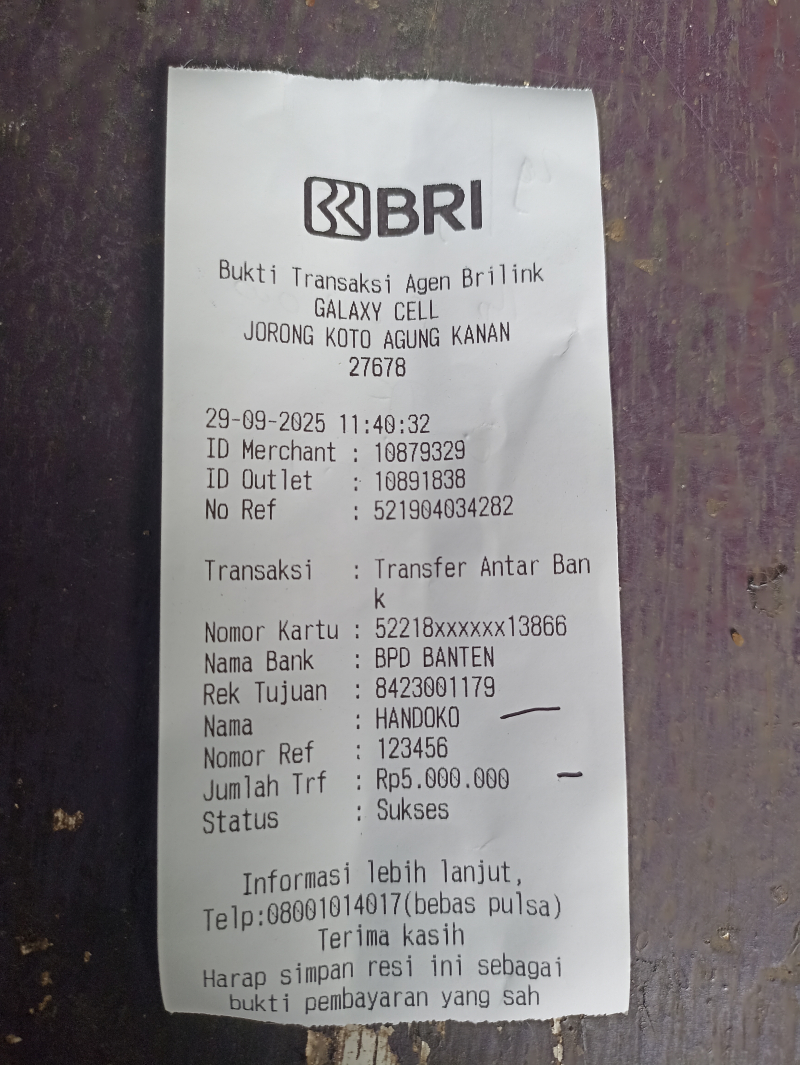 BRI
Bukti Transaksi Agen Brilink
GALAXY CELL
JORONG KOTO AGUNG KANAN
27678
29-09-2025 11:40:32
ID Merchant : 10879329
ID Outlet : 10891838
No Ref : 521904034282
Transaksi : Transfer Antar Ban
k
Nomor Kartu : 52218xxxxxx13866
Nama Bank : BPD BANTEN
Rek Tujuan : 8423001179
Nama : HANDOKO
Nomor Ref : 123456
Jumlah Trf : Rp5.000.000
Status : Sukses
Informasi lebih lanjut,
Telp:08001014017(bebas pulsa)
Terima kasih
Harap simpan resi ini sebagai
bukti pembayaran yang sah